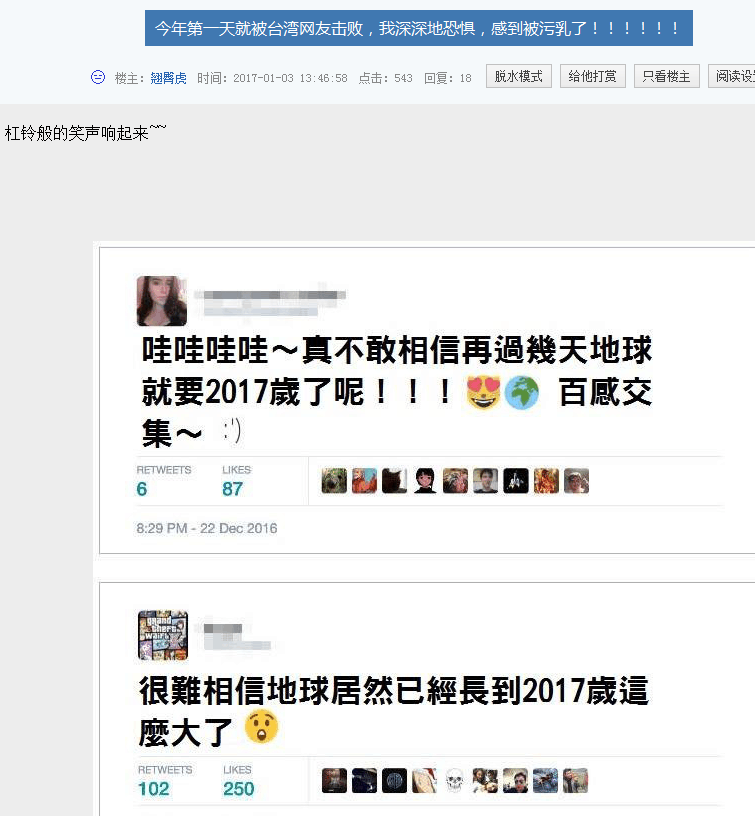 今年第一天就被台湾网友击败，我深深地恐惧，感到被污乳了！！！！！！
楼主：翘臀虎 时间：2017-01-03 13:46:58 点击：543 回复：18 脱水模式 给他打赏 只看楼主 阅读设
杠铃般的笑声响起来~~
哇哇哇哇～真不敢相信再過幾天地球
就要2017歲了呢！！！ 百感交
集～ :')
RETWEETS LIKES
6 87
8:29 PM - 22 Dec 2016
grand theft
很難相信地球居然已經長到2017歲這
麼大了
RETWEETS LIKES
102 250